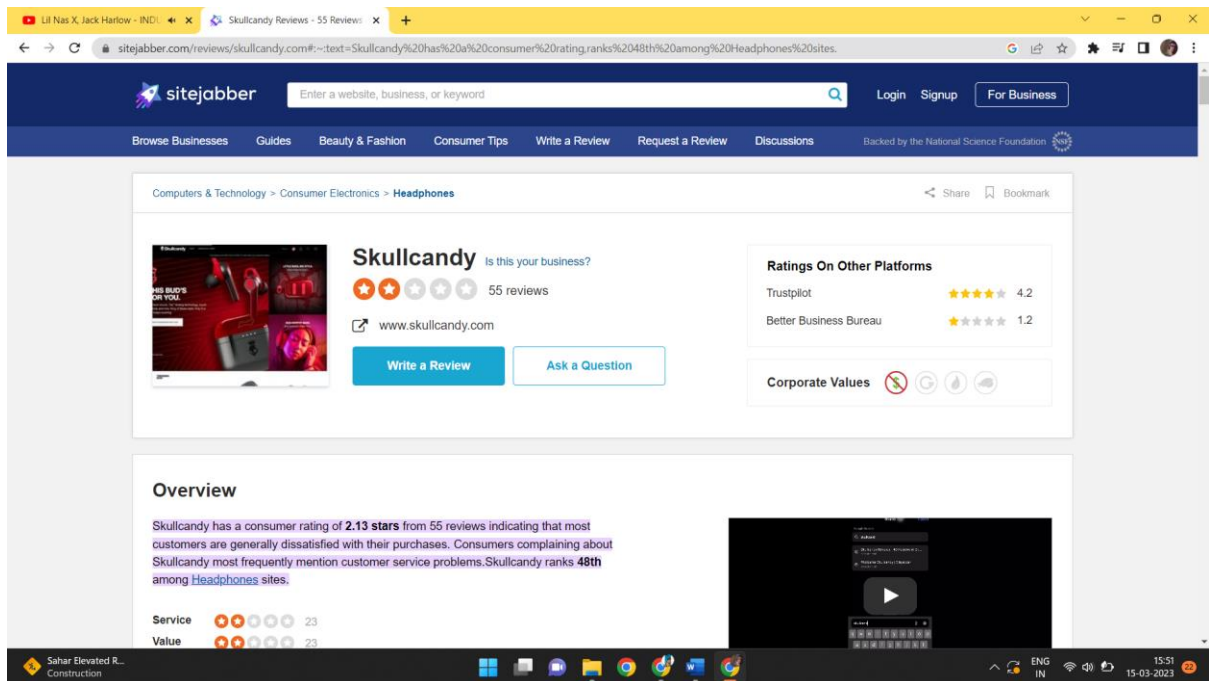 Lil Nas X, Jack Harlow - INDU
Skullcandy Reviews - 55 Reviews
sitejabber.com/reviews/skullcandy.com#:~:text=Skullcandy%20has%20a%20consumer%20rating,ranks%2048th%20among%20Headphones%20sites.
sitejabber
Enter a website, business, or keyword
Login Signup For Business
Browse Businesses Guides Beauty & Fashion Consumer Tips Write a Review Request a Review Discussions Backed by the National Science Foundation
Computers & Technology > Consumer Electronics > Headphones
Share Bookmark
Skullcandy Is this your business?
55 reviews
www.skullcandy.com
Write a Review Ask a Question
HIS BUD'S
OR YOU.
Ratings On Other Platforms
Trustpilot 4.2
Better Business Bureau 1.2
Corporate Values
Overview
Skullcandy has a consumer rating of 2.13 stars from 55 reviews indicating that most
customers are generally dissatisfied with their purchases. Consumers complaining about
Skullcandy most frequently mention customer service problems.Skullcandy ranks 48th
among Headphones sites.
Service 23
Value 23
Sahar Elevated R...
Construction
ENG
IN
15:51
15-03-2023
22